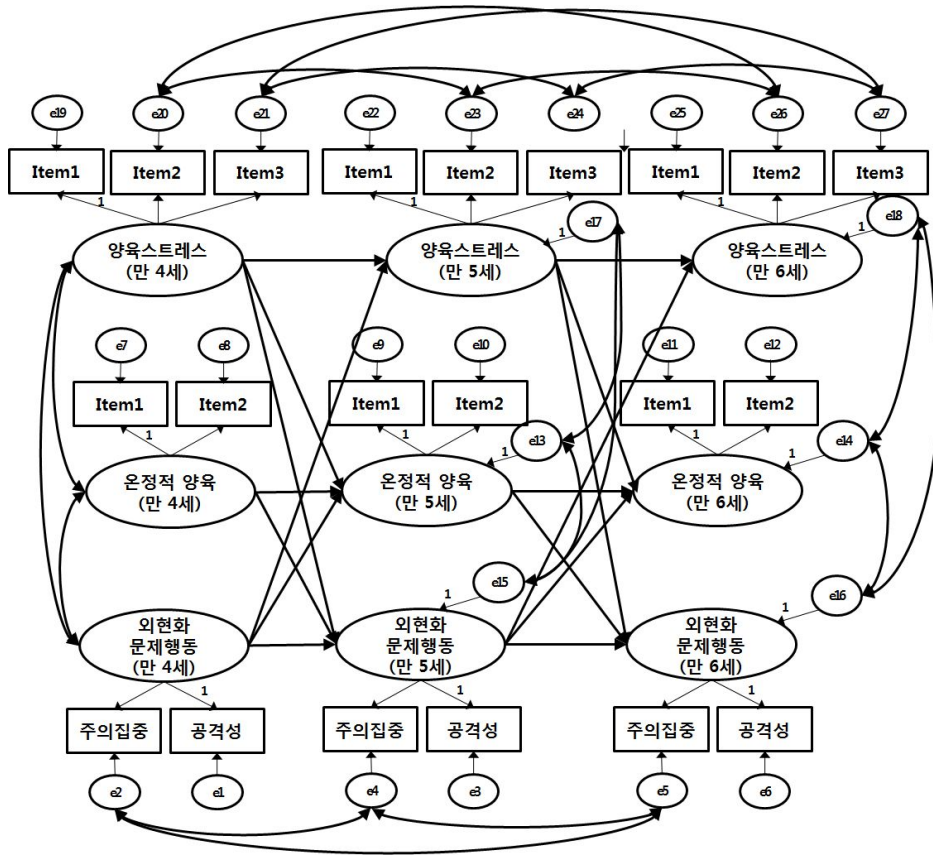 e19 e20 e21 e22 e23 e24 e25 e26 e27
Item1 Item2 Item3 Item1 Item2 Item3 Item1 Item2 Item3
1 1 1
e17 e18
1 1
양육스트레스 양육스트레스 양육스트레스
(만 4세) (만 5세) (만 6세)
e7 e8 e9 e10 e11 e12
Item1 Item2 Item1 Item2 Item1 Item2
1 1 1
e13 e14
1 1
온정적 양육 온정적 양육 온정적 양육
(만 4세) (만 5세) (만 6세)
e15 e16
1 1
외현화 외현화 외현화
문제행동 문제행동 문제행동
(만 4세) (만 5세) (만 6세)
1 1 1
주의집중 공격성 주의집중 공격성 주의집중 공격성
e2 e1 e4 e3 e5 e6